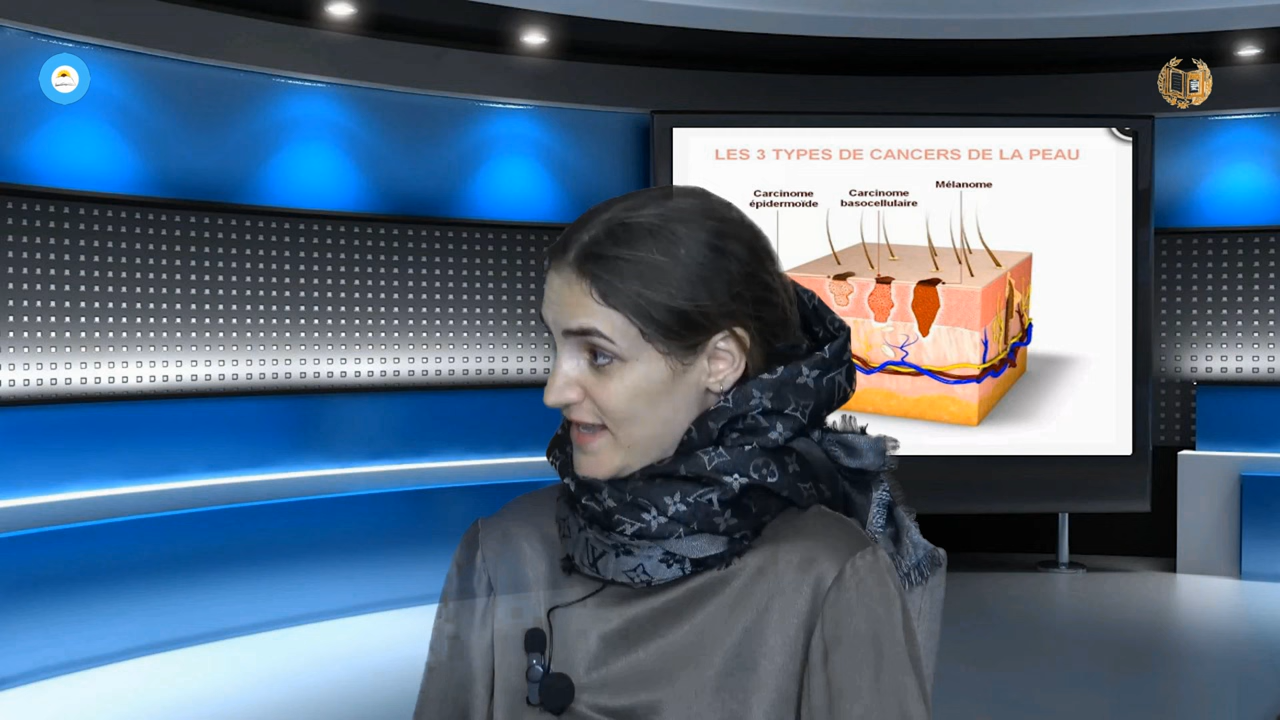 LES 3 TYPES DE CANCERS DE LA PEAU
Mélanome
Carcinome
épidermoïde
Carcinome
basocellulaire